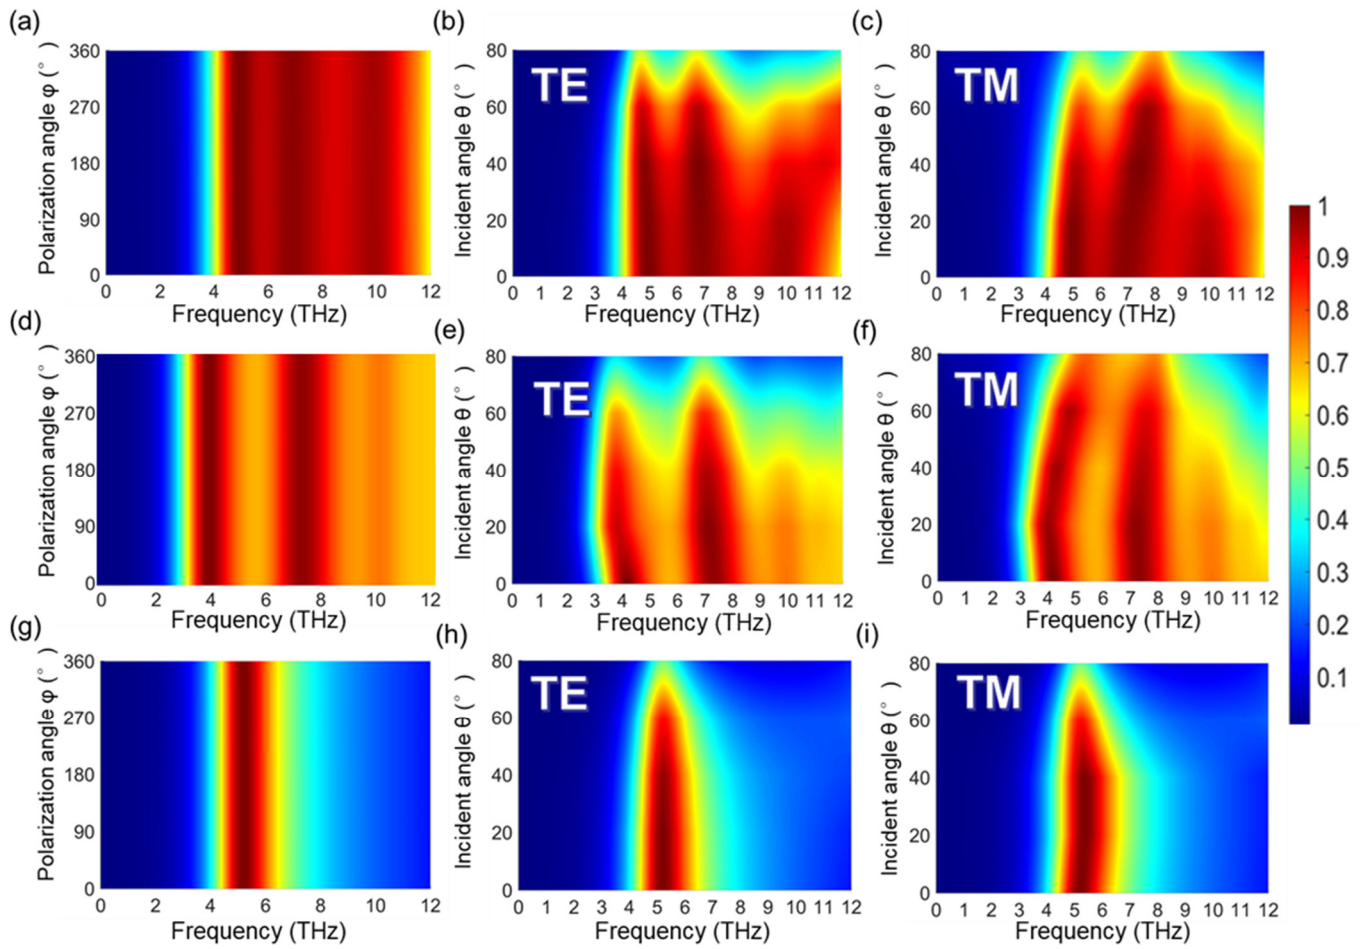 (a)
Polarization angle φ (°)
360
270
180
90
0
0 2 4 6 8 10 12
Frequency (THz)
(b)
Incident angle θ (°)
80
60
40
20
0
TE
0 1 2 3 4 5 6 7 8 9 10 11 12
Frequency (THz)
(c)
Incident angle θ (°)
80
60
40
20
0
TM
0 1 2 3 4 5 6 7 8 9 10 11 12
Frequency (THz)
(d)
Polarization angle φ (°)
360
270
180
90
0
0 2 4 6 8 10 12
Frequency (THz)
(e)
Incident angle θ (°)
80
60
40
20
0
TE
0 1 2 3 4 5 6 7 8 9 10 11 12
Frequency (THz)
(f)
Incident angle θ (°)
80
60
40
20
0
TM
0 1 2 3 4 5 6 7 8 9 10 11 12
Frequency (THz)
(g)
Polarization angle φ (°)
360
270
180
90
0
0 2 4 6 8 10 12
Frequency (THz)
(h)
Incident angle θ (°)
80
60
40
20
0
TE
0 1 2 3 4 5 6 7 8 9 10 11 12
Frequency (THz)
(i)
Incident angle θ (°)
80
60
40
20
0
TM
0 1 2 3 4 5 6 7 8 9 10 11 12
Frequency (THz)
1
0.9
0.8
0.7
0.6
0.5
0.4
0.3
0.2
0.1